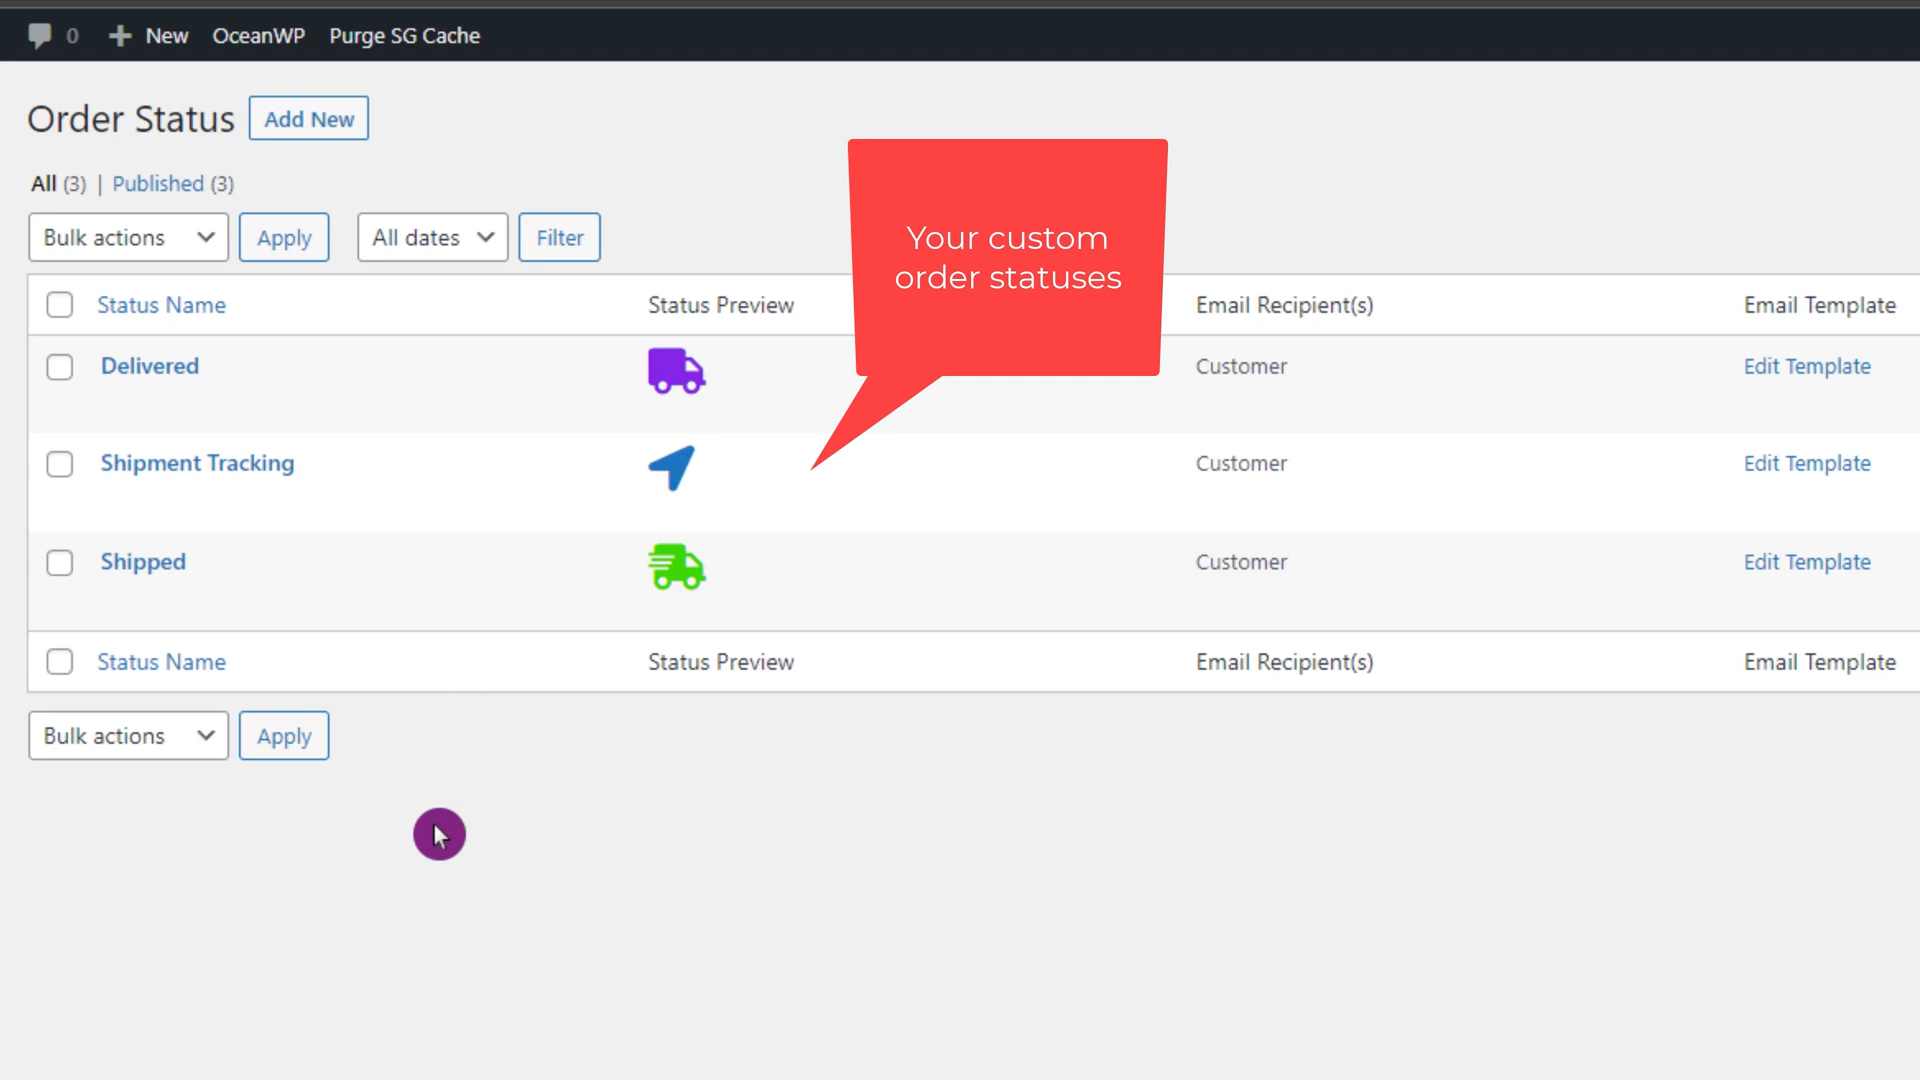 0 New OceanWP Purge SG Cache
Order Status Add New
All (3) | Published (3)
Bulk actions Apply All dates Filter
Your custom
order statuses
Status Name Status Preview Email Recipient(s) Email Template
Delivered Customer Edit Template
Shipment Tracking Customer Edit Template
Shipped Customer Edit Template
Status Name Status Preview Email Recipient(s) Email Template
Bulk actions Apply